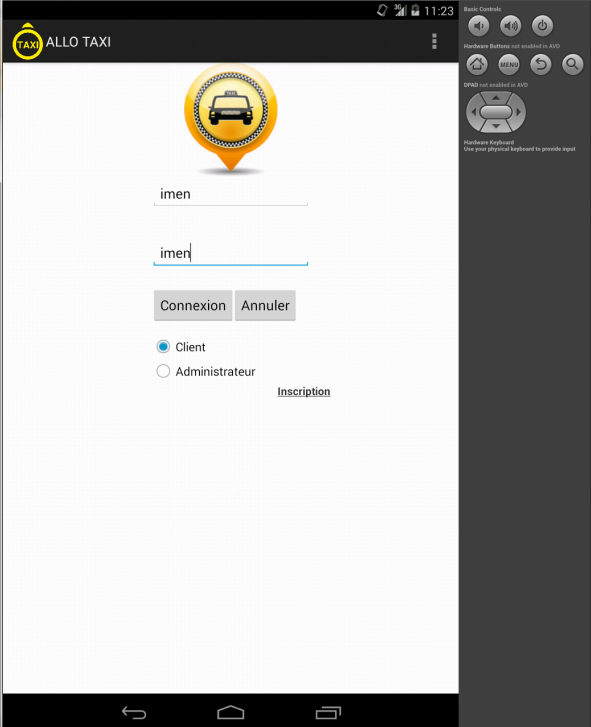 3G 11:23
TAXI ALLO TAXI
TAXI
imen
imen
Connexion Annuler
Client
Administrateur
Inscription
Basic Controls
Hardware Buttons not enabled in AVD
MENU
DPAD not enabled in AVD
Hardware Keyboard
Use your physical keyboard to provide input